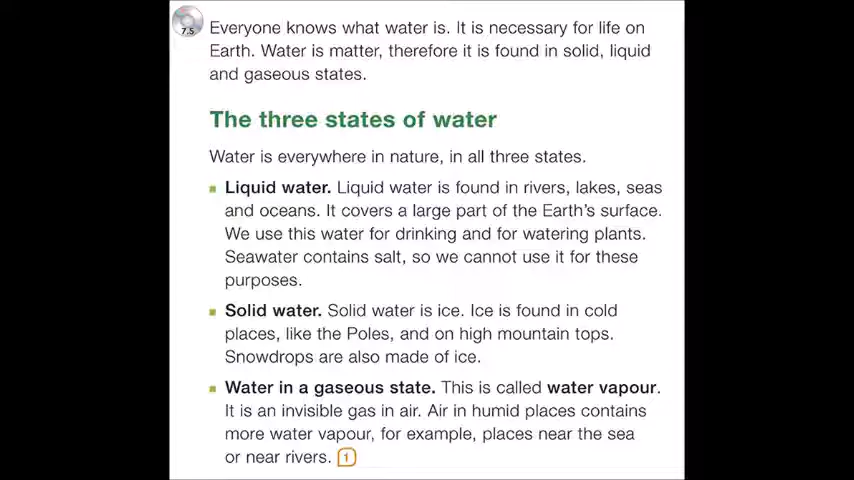 7.5
Everyone knows what water is. It is necessary for life on
Earth. Water is matter, therefore it is found in solid, liquid
and gaseous states.
The three states of water
Water is everywhere in nature, in all three states.
Liquid water. Liquid water is found in rivers, lakes, seas
and oceans. It covers a large part of the Earth's surface.
We use this water for drinking and for watering plants.
Seawater contains salt, so we cannot use it for these
purposes.
Solid water. Solid water is ice. Ice is found in cold
places, like the Poles, and on high mountain tops.
Snowdrops are also made of ice.
Water in a gaseous state. This is called water vapour.
It is an invisible gas in air. Air in humid places contains
more water vapour, for example, places near the sea
or near rivers. 1